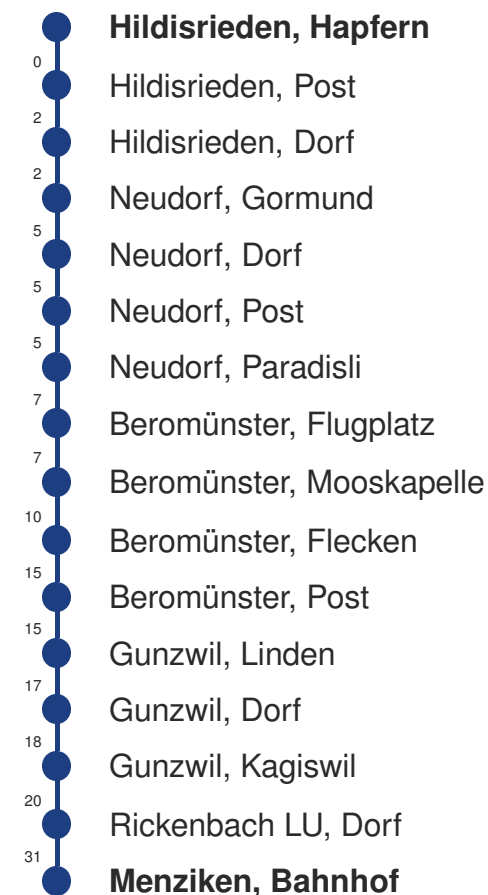 Hildisrieden, Hapfern
0
Hildisrieden, Post
2
Hildisrieden, Dorf
2
Neudorf, Gormund
5
Neudorf, Dorf
5
Neudorf, Post
5
Neudorf, Paradisli
7
Beromünster, Flugplatz
7
Beromünster, Mooskapelle
10
Beromünster, Flecken
15
Beromünster, Post
15
Gunzwil, Linden
17
Gunzwil, Dorf
18
Gunzwil, Kagiswil
20
Rickenbach LU, Dorf
31
Menziken, Bahnhof